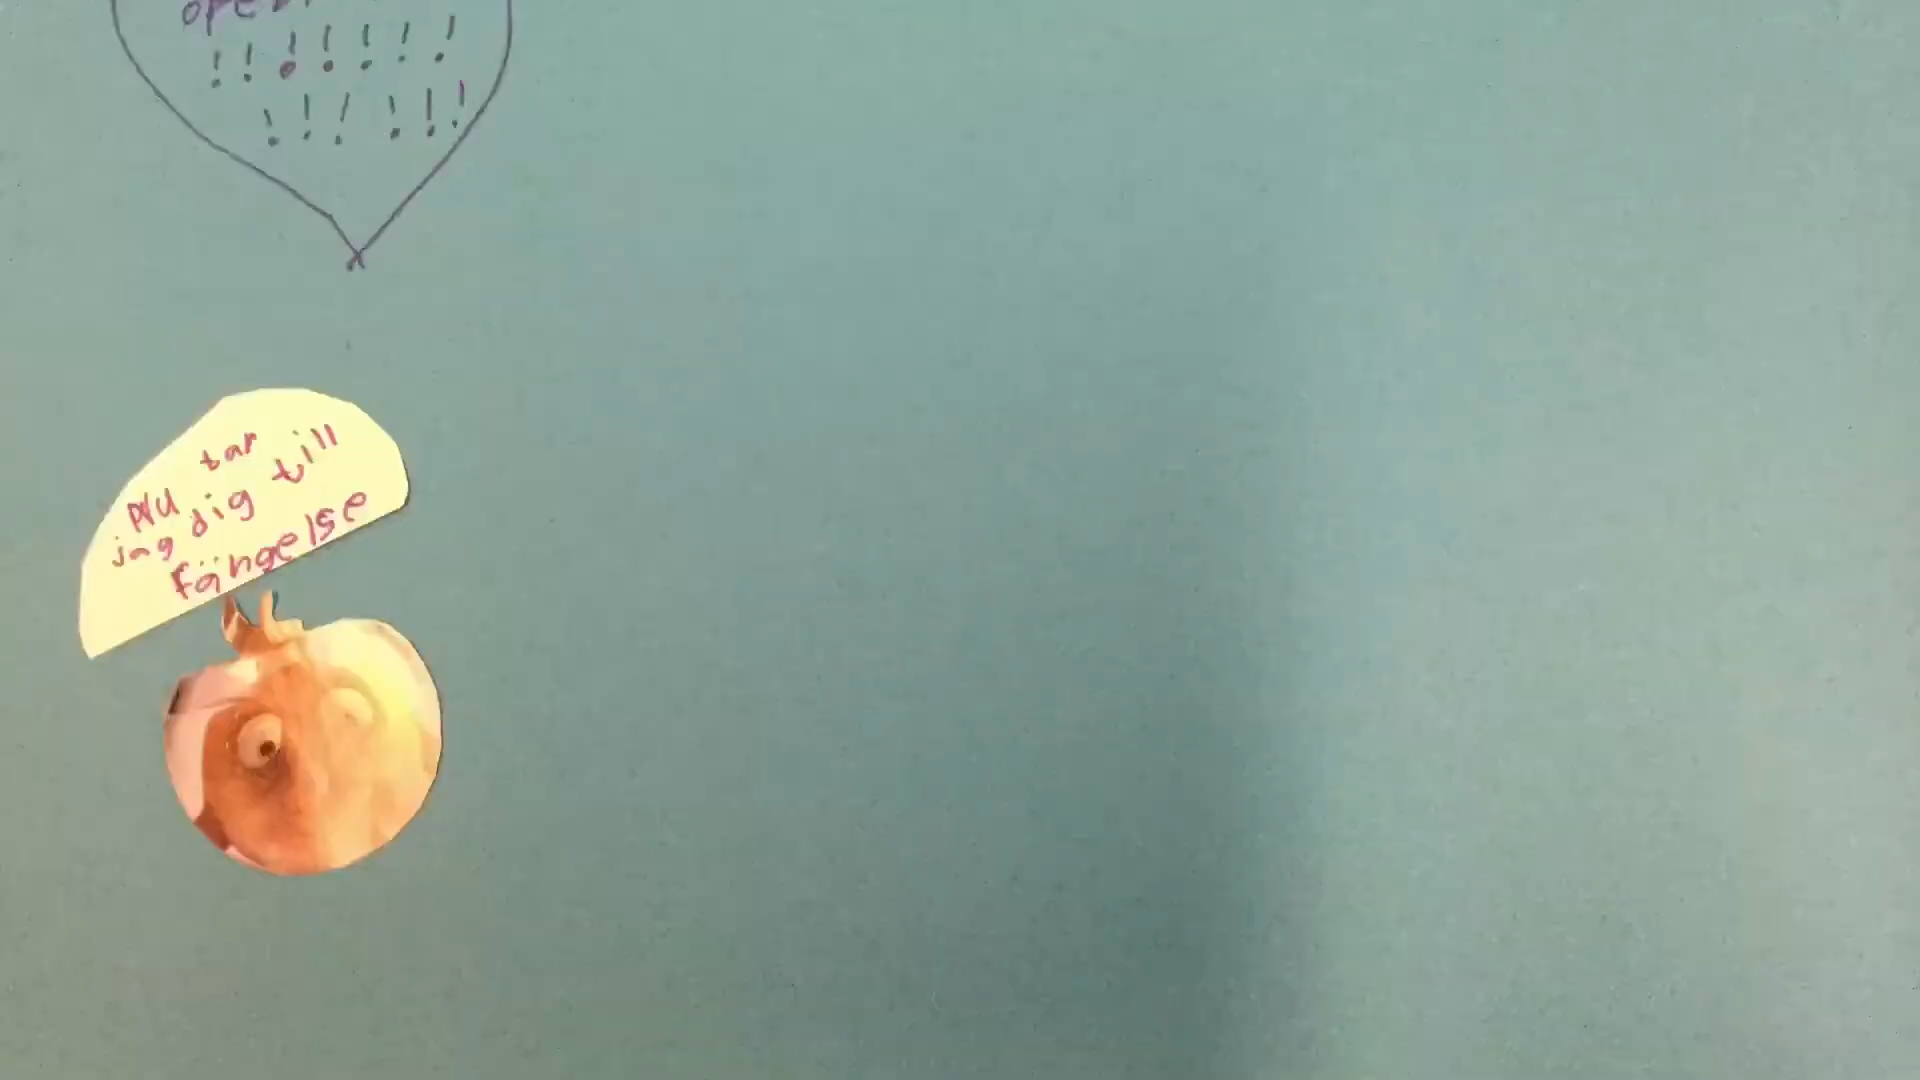 ! ! ! ! ! ! !
! ! ! ! ! !
Nu tar
jag dig till
fängelse